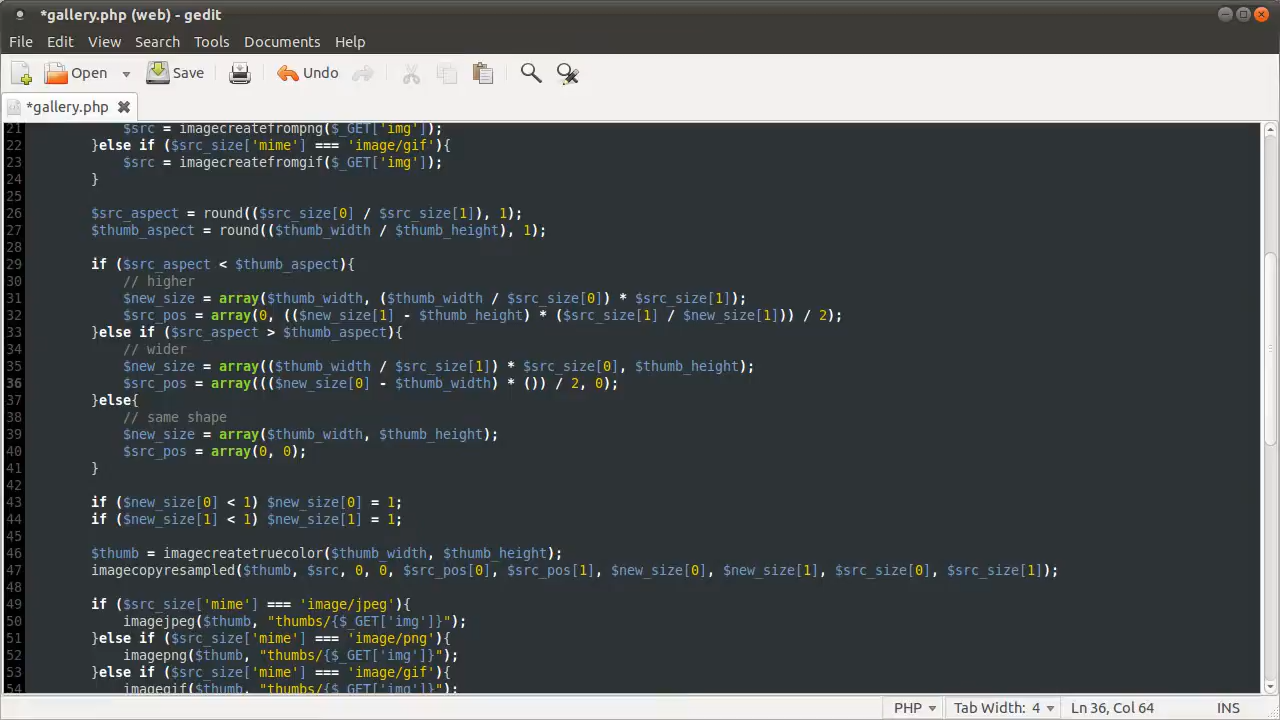 *gallery.php (web) - gedit
File Edit View Search Tools Documents Help
Open Save Undo
*gallery.php
21 $src = imagecreatefrompng($_GET['img']);
22 }else if ($src_size['mime'] === 'image/gif'){
23 $src = imagecreatefromgif($_GET['img']);
24 }
25
26 $src_aspect = round(($src_size[0] / $src_size[1]), 1);
27 $thumb_aspect = round(($thumb_width / $thumb_height), 1);
28
29 if ($src_aspect < $thumb_aspect){
30 // higher
31 $new_size = array($thumb_width, ($thumb_width / $src_size[0]) * $src_size[1]);
32 $src_pos = array(0, (($new_size[1] - $thumb_height) * ($src_size[1] / $new_size[1])) / 2);
33 }else if ($src_aspect > $thumb_aspect){
34 // wider
35 $new_size = array(($thumb_width / $src_size[1]) * $src_size[0], $thumb_height);
36 $src_pos = array((($new_size[0] - $thumb_width) * ()) / 2, 0);
37 }else{
38 // same shape
39 $new_size = array($thumb_width, $thumb_height);
40 $src_pos = array(0, 0);
41 }
42
43 if ($new_size[0] < 1) $new_size[0] = 1;
44 if ($new_size[1] < 1) $new_size[1] = 1;
45
46 $thumb = imagecreatetruecolor($thumb_width, $thumb_height);
47 imagecopyresampled($thumb, $src, 0, 0, $src_pos[0], $src_pos[1], $new_size[0], $new_size[1], $src_size[0], $src_size[1]);
48
49 if ($src_size['mime'] === 'image/jpeg'){
50 imagejpeg($thumb, "thumbs/{$_GET['img']}");
51 }else if ($src_size['mime'] === 'image/png'){
52 imagepng($thumb, "thumbs/{$_GET['img']}");
53 }else if ($src_size['mime'] === 'image/gif'){
54 imagegif($thumb, "thumbs/{$_GET['img']}");
PHP Tab Width: 4 Ln 36, Col 64 INS